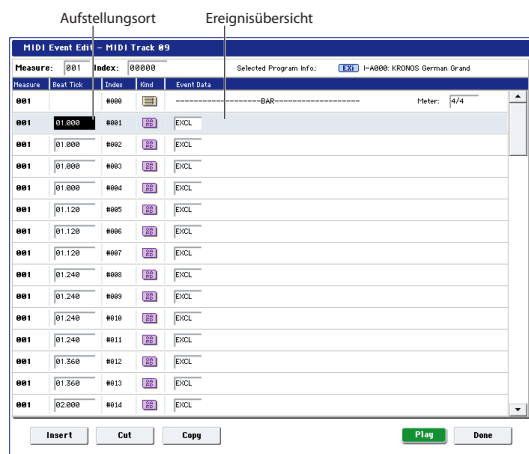 Aufstellungsort Ereignisübersicht
MIDI Event Edit - MIDI Track 09
Measure: 001 Index: 00000 Selected Program Info.: EXi I-A000: KRONOS German Grand
Measure Beat Tick Index Kind Event Data
001 #000 --------------------BAR-------------------- Meter: 4/4
001 01.000 #001 EXCL
001 01.000 #002 EXCL
001 01.000 #003 EXCL
001 01.000 #004 EXCL
001 01.120 #005 EXCL
001 01.120 #006 EXCL
001 01.120 #007 EXCL
001 01.240 #008 EXCL
001 01.240 #009 EXCL
001 01.240 #010 EXCL
001 01.240 #011 EXCL
001 01.360 #012 EXCL
001 01.360 #013 EXCL
001 02.000 #014 EXCL
Insert Cut Copy Play Done